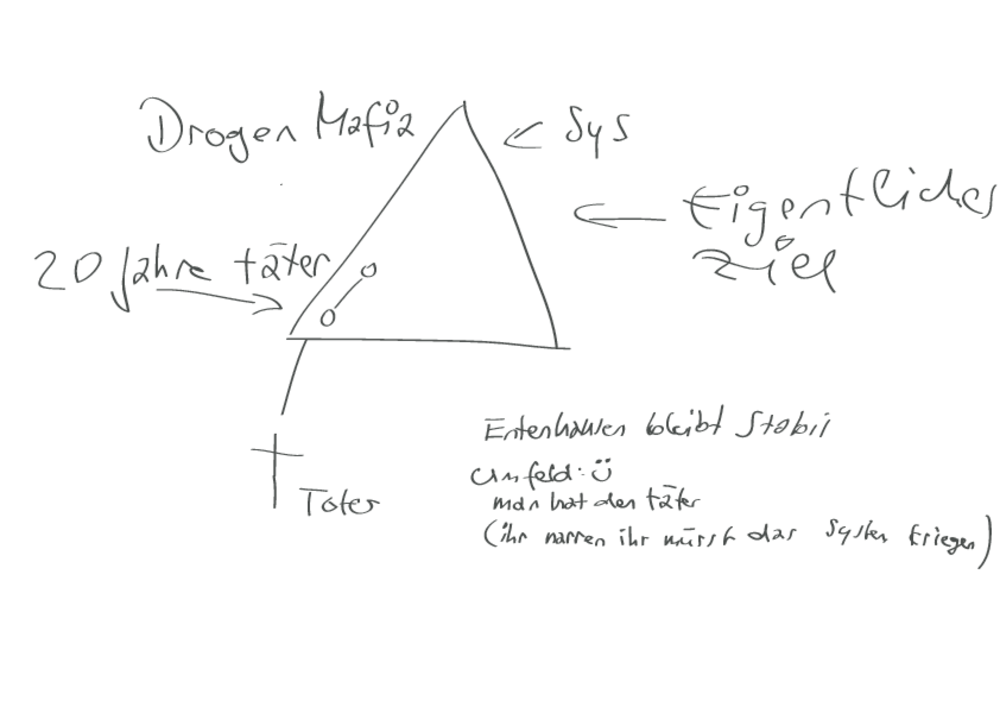 Drogen Mafia
← Sys
← Eigentliches
Ziel
20 Jahre täter
Toter
Entenhausen bleibt Stabil
Umfeld: ü
man hat den täter
(ihr narren ihr müsst das System kriegen)